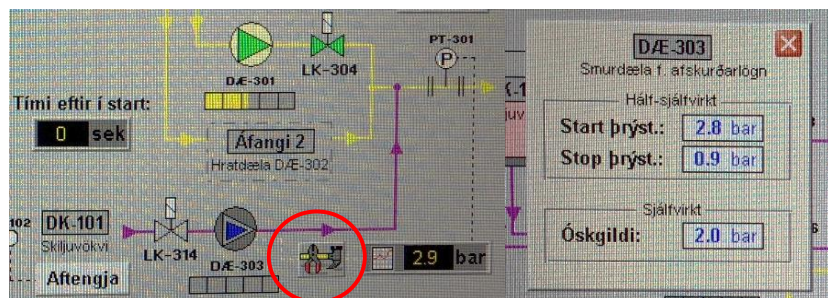 PT-301
P
DÆ-301
LK-304
Tími eftir í start:
0 sek
Áfangi 2
Hratdæla DÆ-302
102
DK-101
Skiljuvökvi
LK-314
DÆ-303
2.9 bar
Aftengja
DÆ-303
Smurdæla f. afskurðarlögn
Hálf-sjálfvirkt
Start þrýst.: 2.8 bar
Stop þrýst.: 0.9 bar
Sjálfvirkt
Óskgildi: 2.0 bar